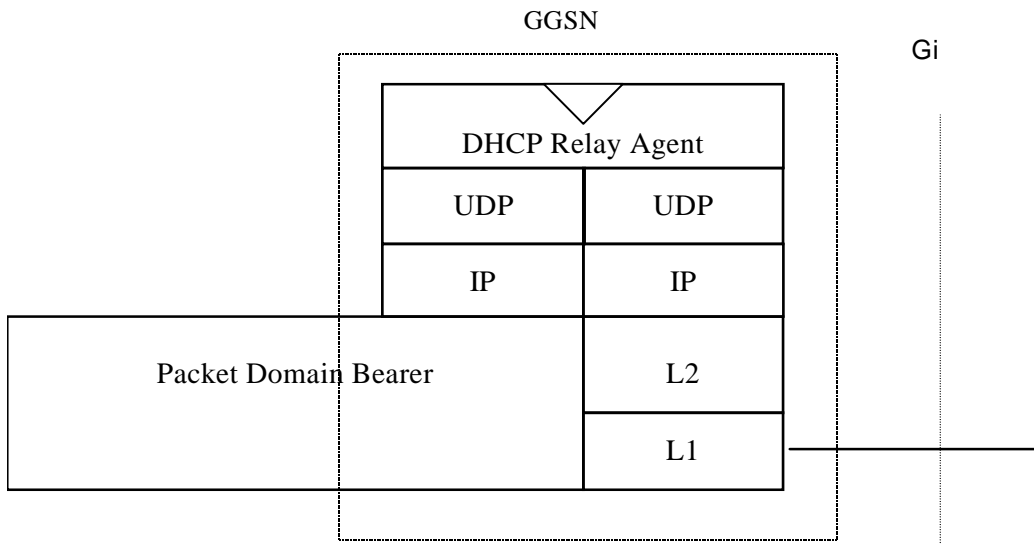 GGSN
Gi
DHCP Relay Agent
UDP UDP
IP IP
Packet Domain Bearer L2
L1